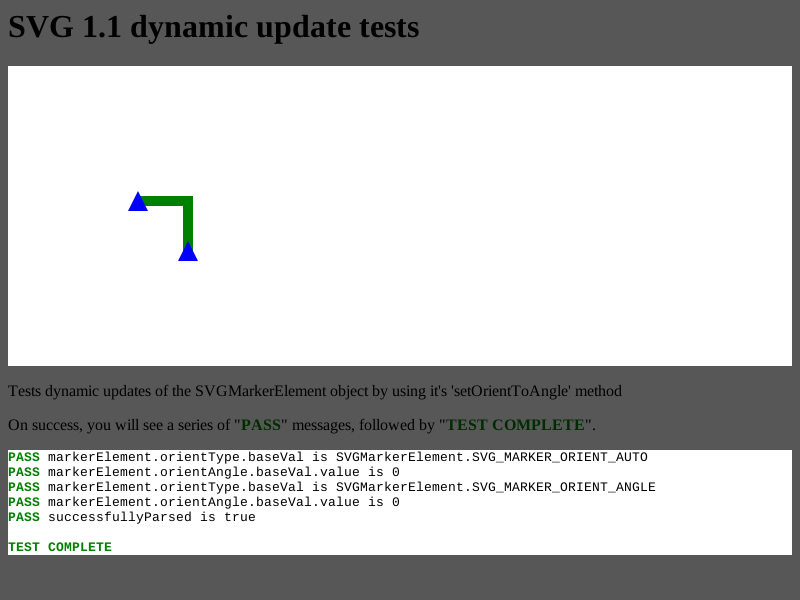 SVG 1.1 dynamic update tests
Tests dynamic updates of the SVGMarkerElement object by using it's 'setOrientToAngle' method
On success, you will see a series of "PASS" messages, followed by "TEST COMPLETE".
PASS markerElement.orientType.baseVal is SVGMarkerElement.SVG_MARKER_ORIENT_AUTO
PASS markerElement.orientAngle.baseVal.value is 0
PASS markerElement.orientType.baseVal is SVGMarkerElement.SVG_MARKER_ORIENT_ANGLE
PASS markerElement.orientAngle.baseVal.value is 0
PASS successfullyParsed is true
TEST COMPLETE